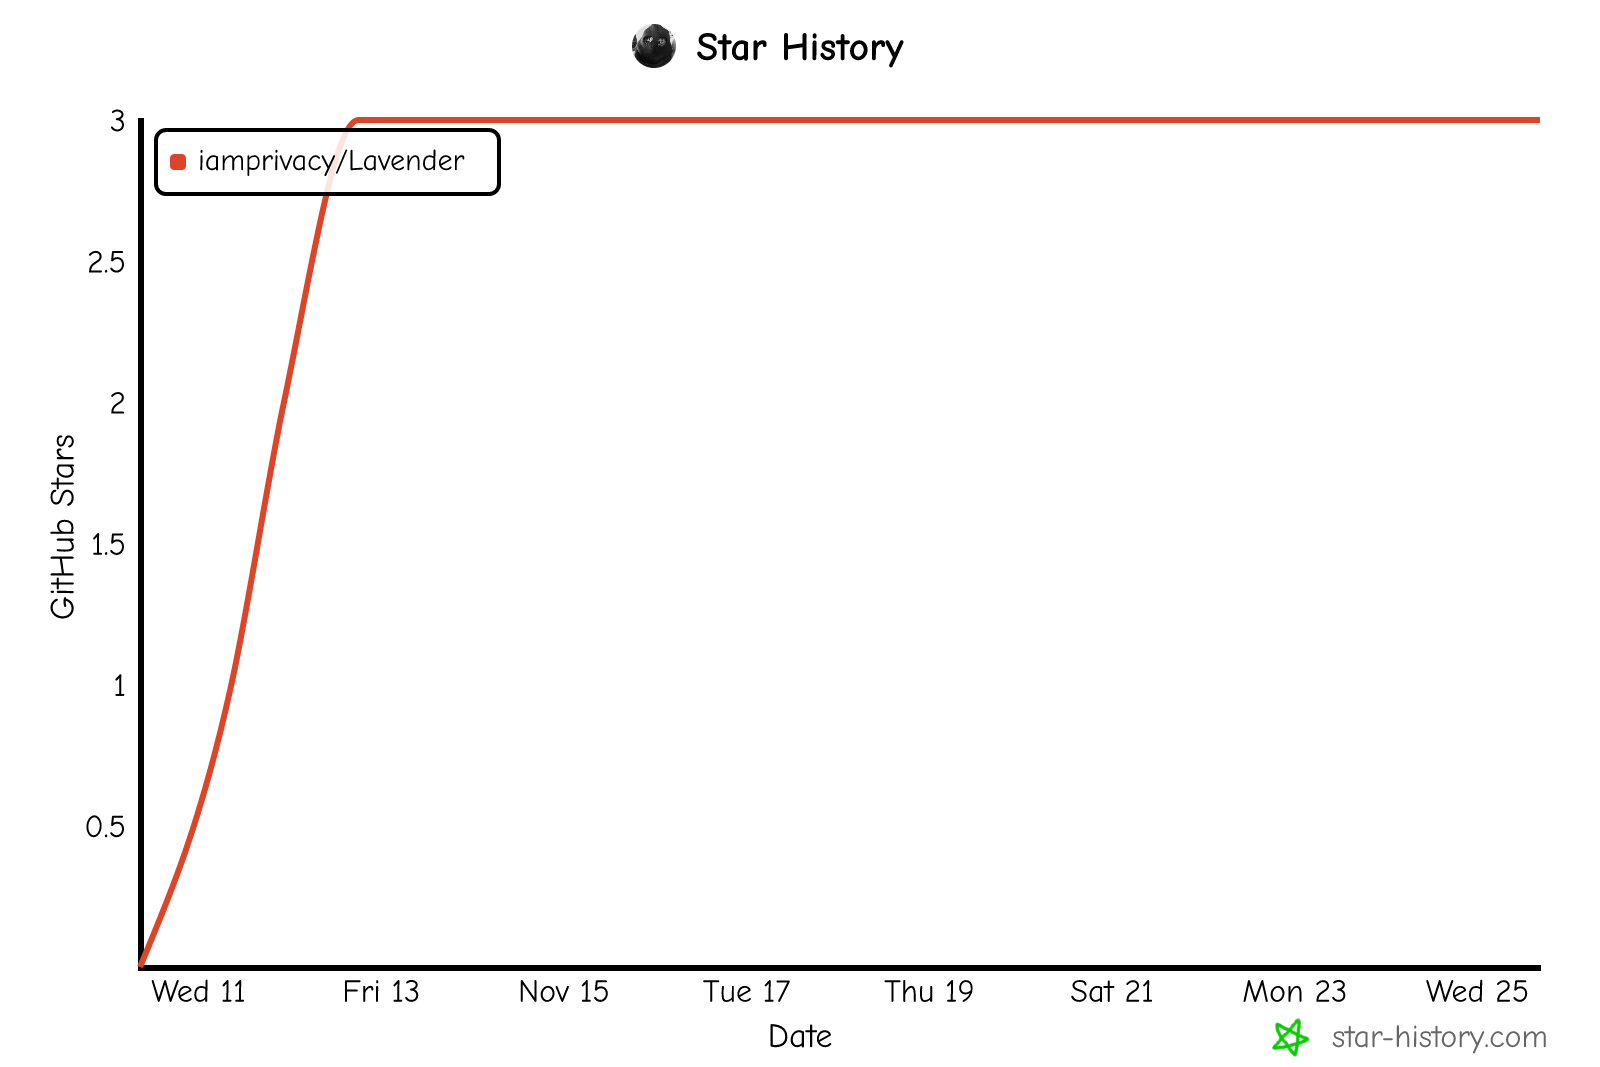 Star History
iamprivacy/Lavender
3
2.5
2
1.5
1
0.5
GitHub Stars
Wed 11
Fri 13
Nov 15
Tue 17
Thu 19
Sat 21
Mon 23
Wed 25
Date
star-history.com